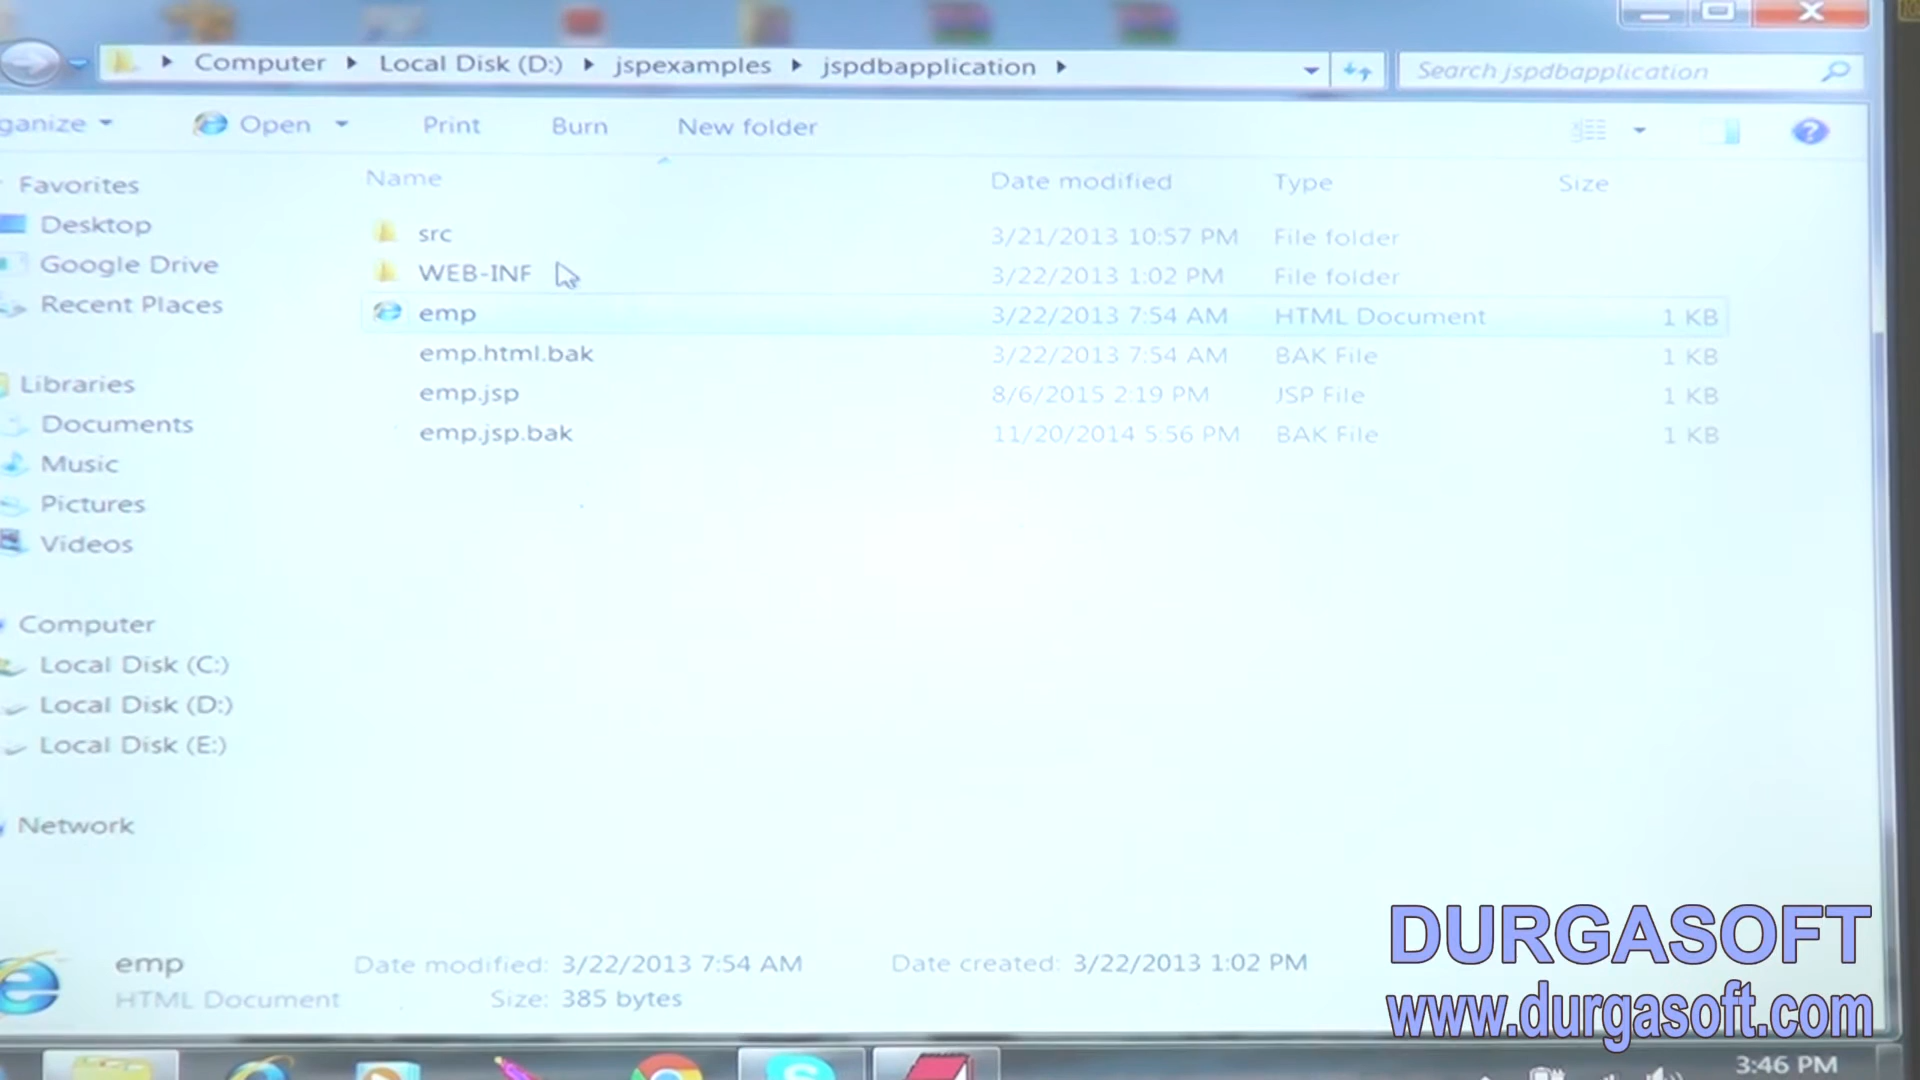 Computer Local Disk (D:) jspexamples jspdbapplication Search jspdbapplication
ganize Open Print Burn New folder
Name Date modified Type Size
Favorites
Desktop
Google Drive
Recent Places
Libraries
Documents
Music
Pictures
Videos
Computer
Local Disk (C:)
Local Disk (D:)
Local Disk (E:)
Network
src 3/21/2013 10:57 PM File folder
WEB-INF 3/22/2013 1:02 PM File folder
emp 3/22/2013 7:54 AM HTML Document 1 KB
emp.html.bak 3/22/2013 7:54 AM BAK File 1 KB
emp.jsp 8/6/2015 2:19 PM JSP File 1 KB
emp.jsp.bak 11/20/2014 5:56 PM BAK File 1 KB
emp Date modified: 3/22/2013 7:54 AM Date created: 3/22/2013 1:02 PM
HTML Document Size: 385 bytes
DURGASOFT
www.durgasoft.com
3:46 PM